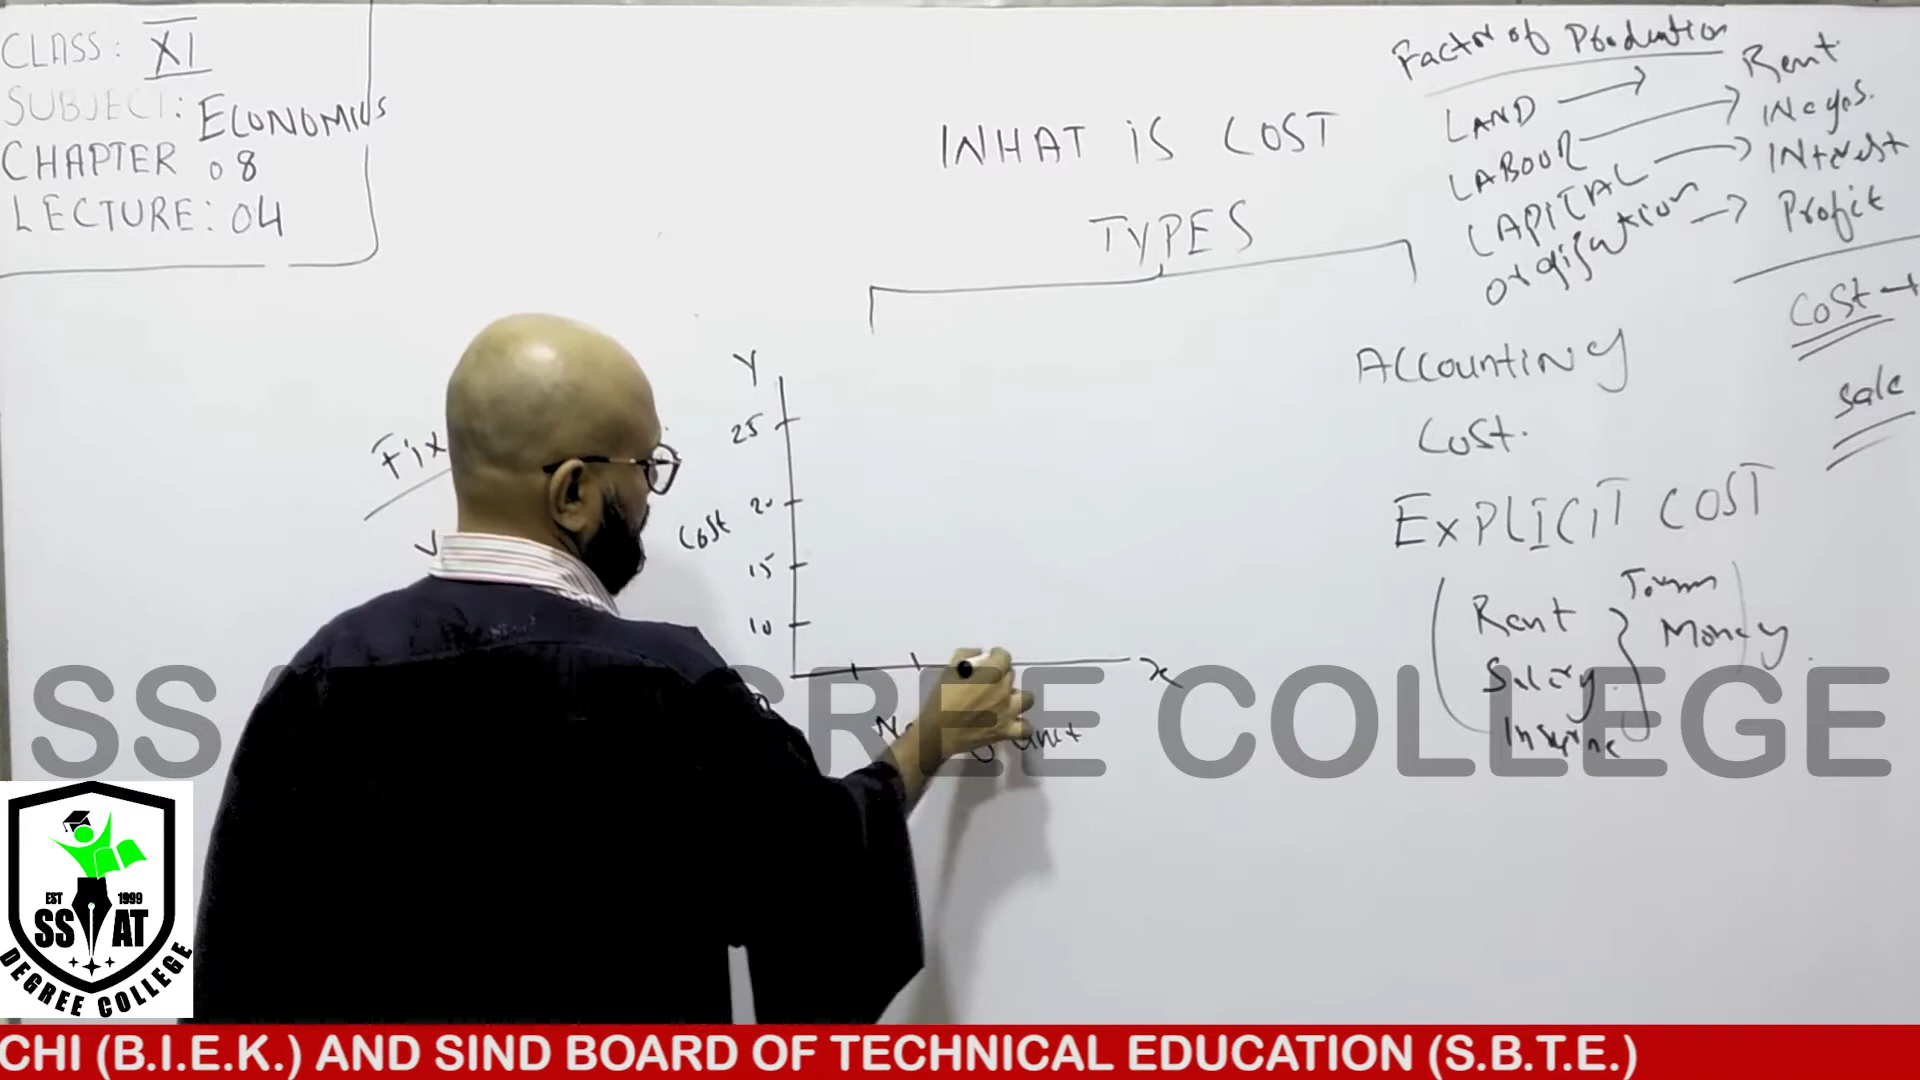 CLASS: XI
SUBJECT: ECONOMICS
CHAPTER 08
LECTURE: 04
WHAT IS COST
TYPES
Factor of Production
LAND → Rent
LABOUR → Wages.
CAPITAL → INterest
→ Profit
Cost
Sale
ACCOUNTING
COST.
EXPLICIT COST
Rent
Salary
Money
Fix
Y
25
20
Cost
15
10
x
unit
SSAT DEGREE COLLEGE
EST 1999
SSAT
DEGREE COLLEGE
CHI (B.I.E.K.) AND SIND BOARD OF TECHNICAL EDUCATION (S.B.T.E.)